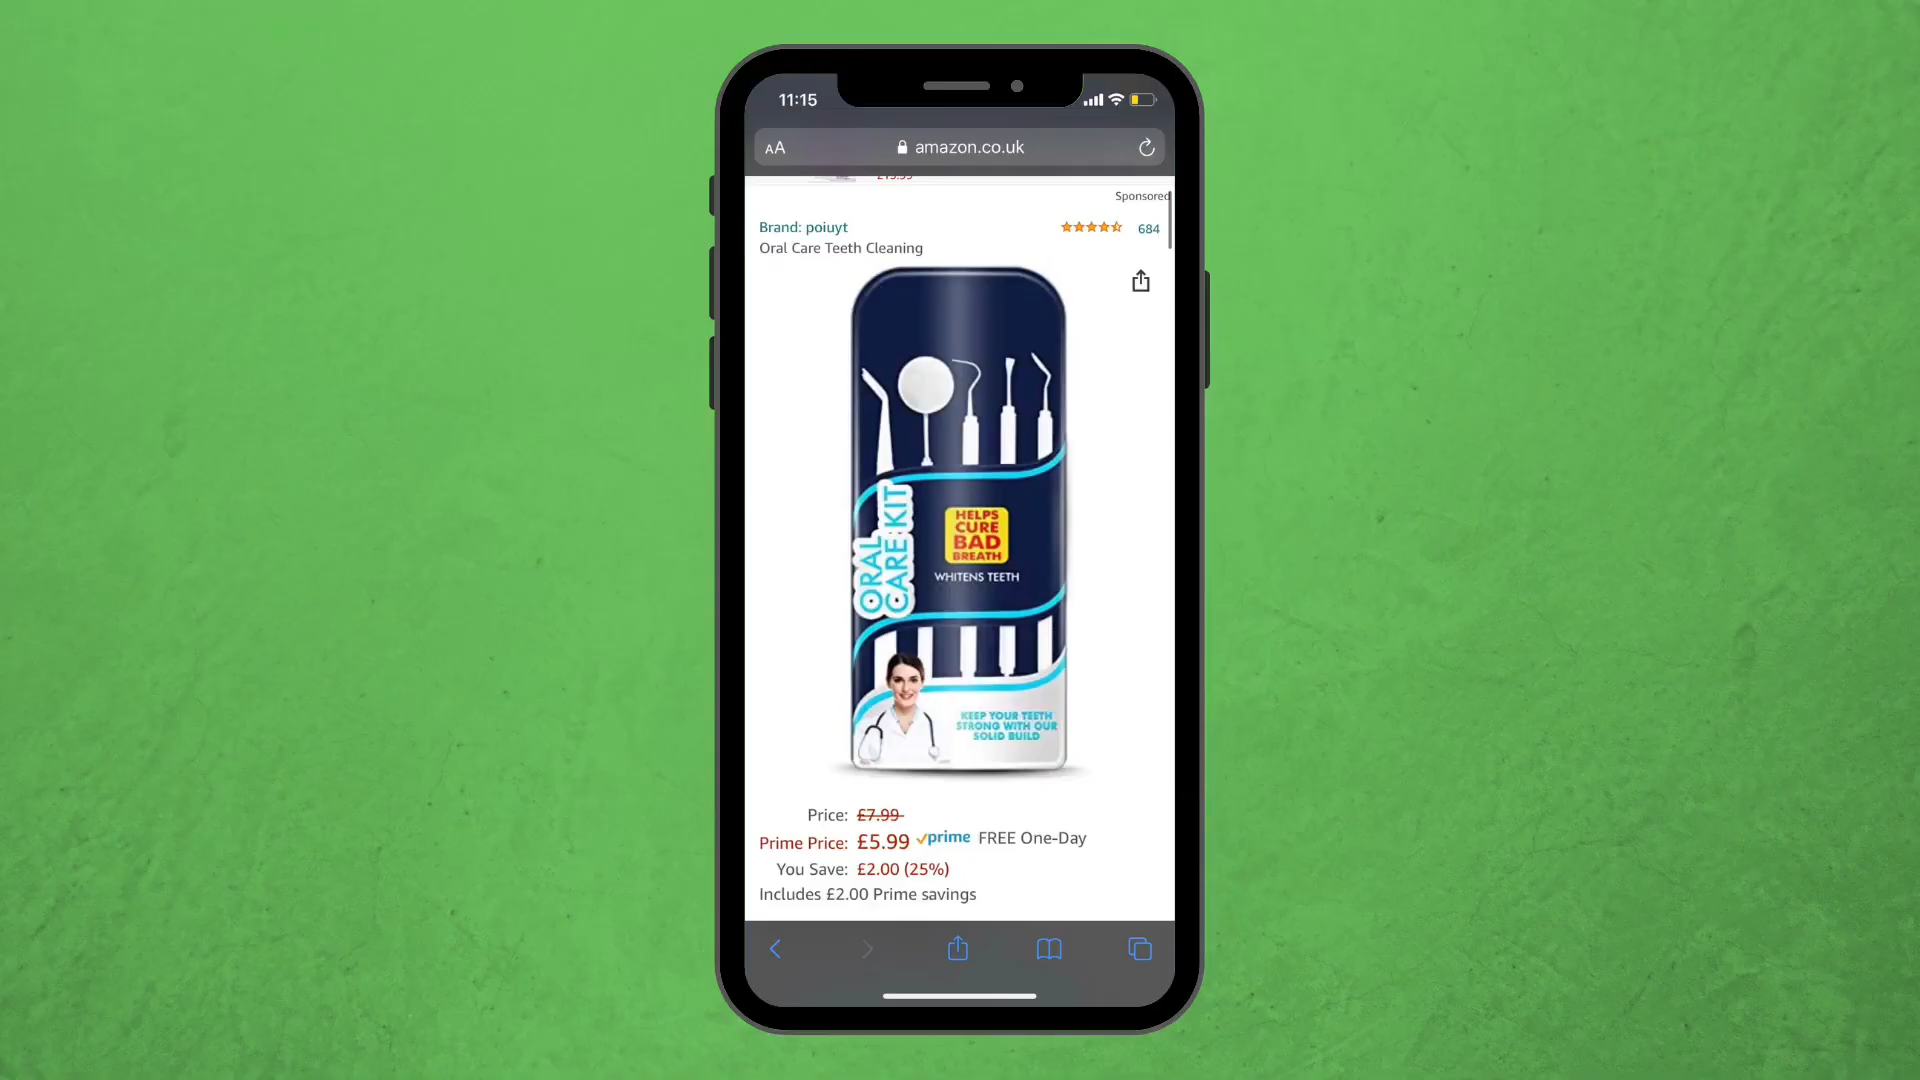 11:15
AA
amazon.co.uk
£15.99
Sponsored
Brand: poiuyt
684
Oral Care Teeth Cleaning
ORAL
CARE KIT
HELPS
CURE
BAD
BREATH
WHITENS TEETH
KEEP YOUR TEETH
STRONG WITH OUR
SOLID BUILD
Price: £7.99
Prime Price: £5.99 prime FREE One-Day
You Save: £2.00 (25%)
Includes £2.00 Prime savings